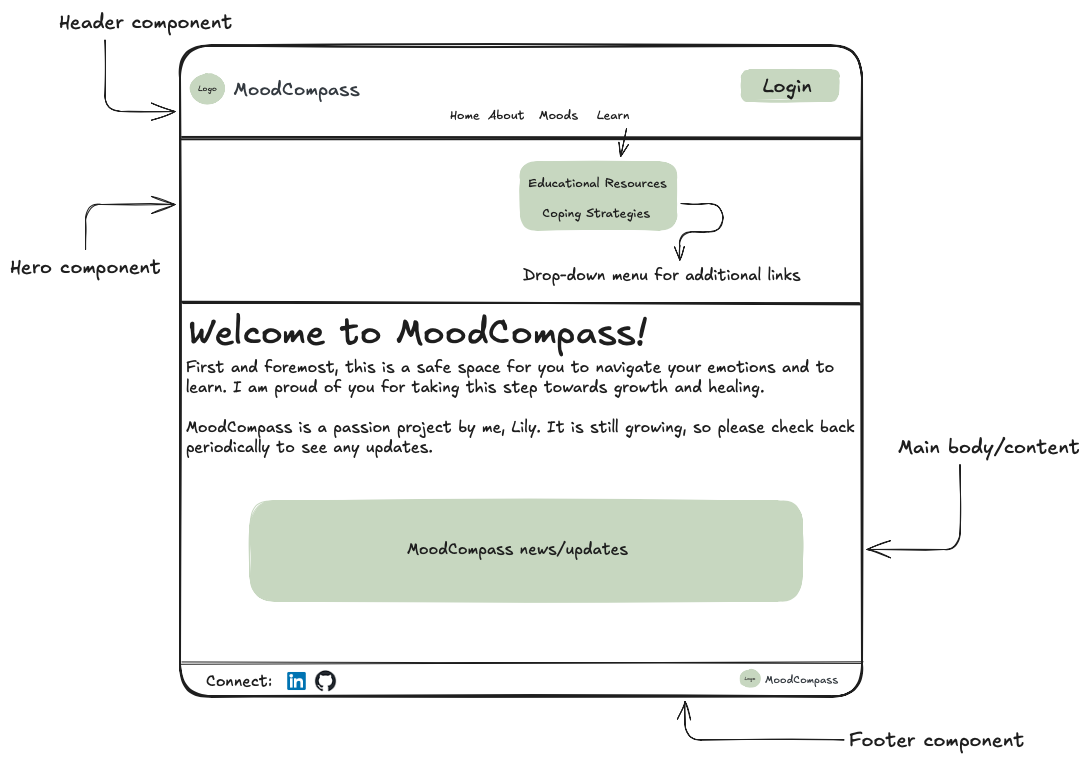 Header component
Logo
MoodCompass
Login
Home About Moods Learn
Educational Resources
Coping Strategies
Hero component
Drop-down menu for additional links
Welcome to MoodCompass!
First and foremost, this is a safe space for you to navigate your emotions and to
learn. I am proud of you for taking this step towards growth and healing.
MoodCompass is a passion project by me, Lily. It is still growing, so please check back
periodically to see any updates.
Main body/content
MoodCompass news/updates
Connect:
in
Logo
MoodCompass
Footer component